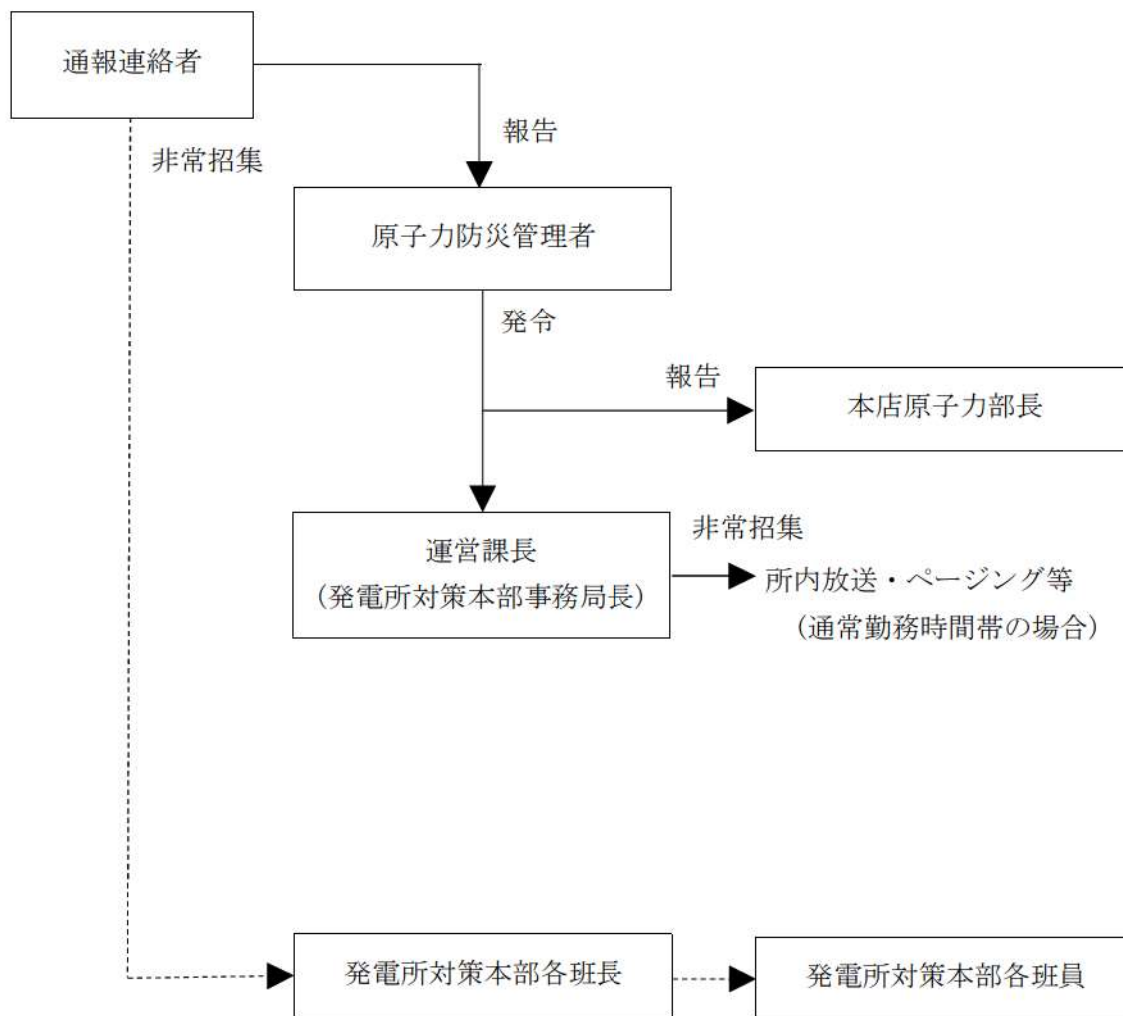 通報連絡者
報告
非常招集
原子力防災管理者
発令
報告
本店原子力部長
運営課長
(発電所対策本部事務局長)
非常招集
所内放送・ページング等
(通常勤務時間帯の場合)
発電所対策本部各班長
発電所対策本部各班員